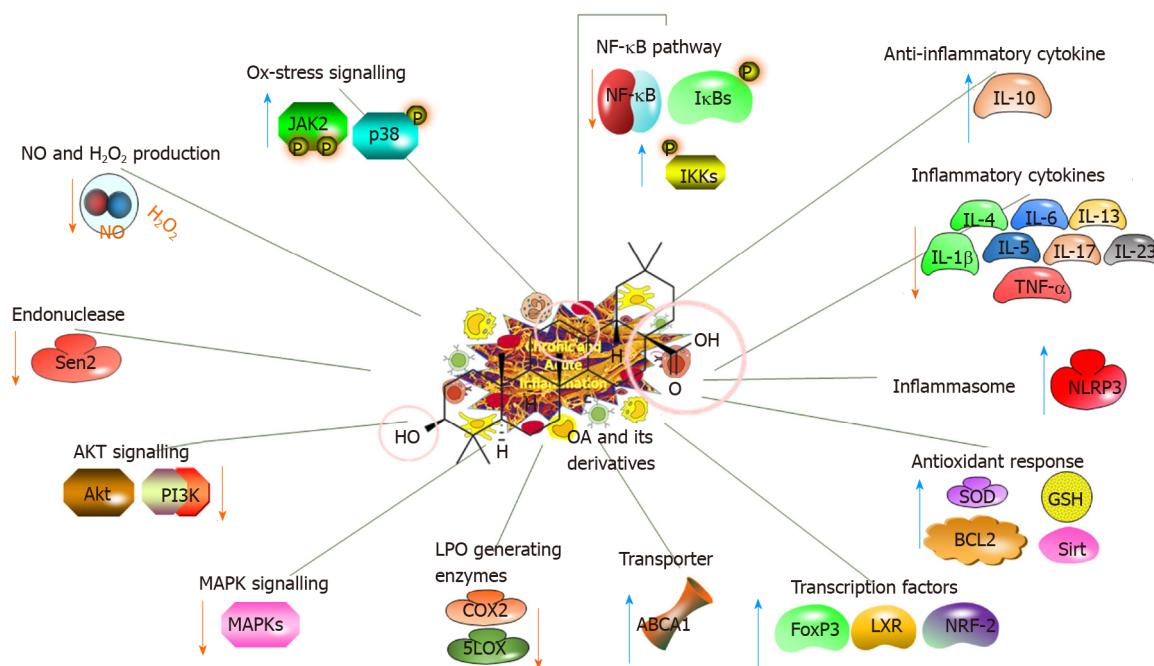 NF-κB pathway
NF-κB
IκBs
P
P
IKKs
Anti-inflammatory cytokine
IL-10
Ox-stress signalling
JAK2
P P
p38
P
NO and H₂O₂ production
NO
H₂O₂
Inflammatory cytokines
IL-4
IL-6
IL-13
IL-1β
IL-5
IL-17
IL-23
TNF-α
Endonuclease
Sen2
Chronic and
Acute
Inflammation
H
OH
O
H
HO
H
OA and its
derivatives
Inflammasome
NLRP3
AKT signalling
Akt
PI3K
Antioxidant response
SOD
GSH
BCL2
Sirt
MAPK signalling
MAPKs
LPO generating
enzymes
COX2
5LOX
Transporter
ABCA1
Transcription factors
FoxP3
LXR
NRF-2